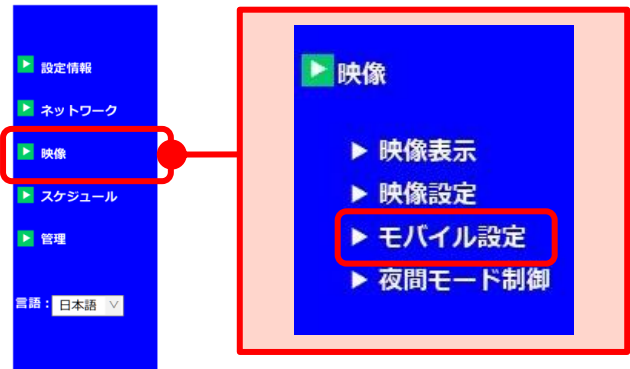 設定情報
ネットワーク
映像
スケジュール
管理
言語：日本語
映像
映像表示
映像設定
モバイル設定
夜間モード制御